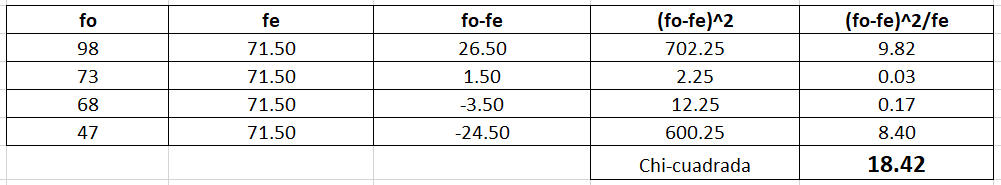 fo fe fo-fe (fo-fe)^2 (fo-fe)^2/fe
98 71.50 26.50 702.25 9.82
73 71.50 1.50 2.25 0.03
68 71.50 -3.50 12.25 0.17
47 71.50 -24.50 600.25 8.40
Chi-cuadrada 18.42